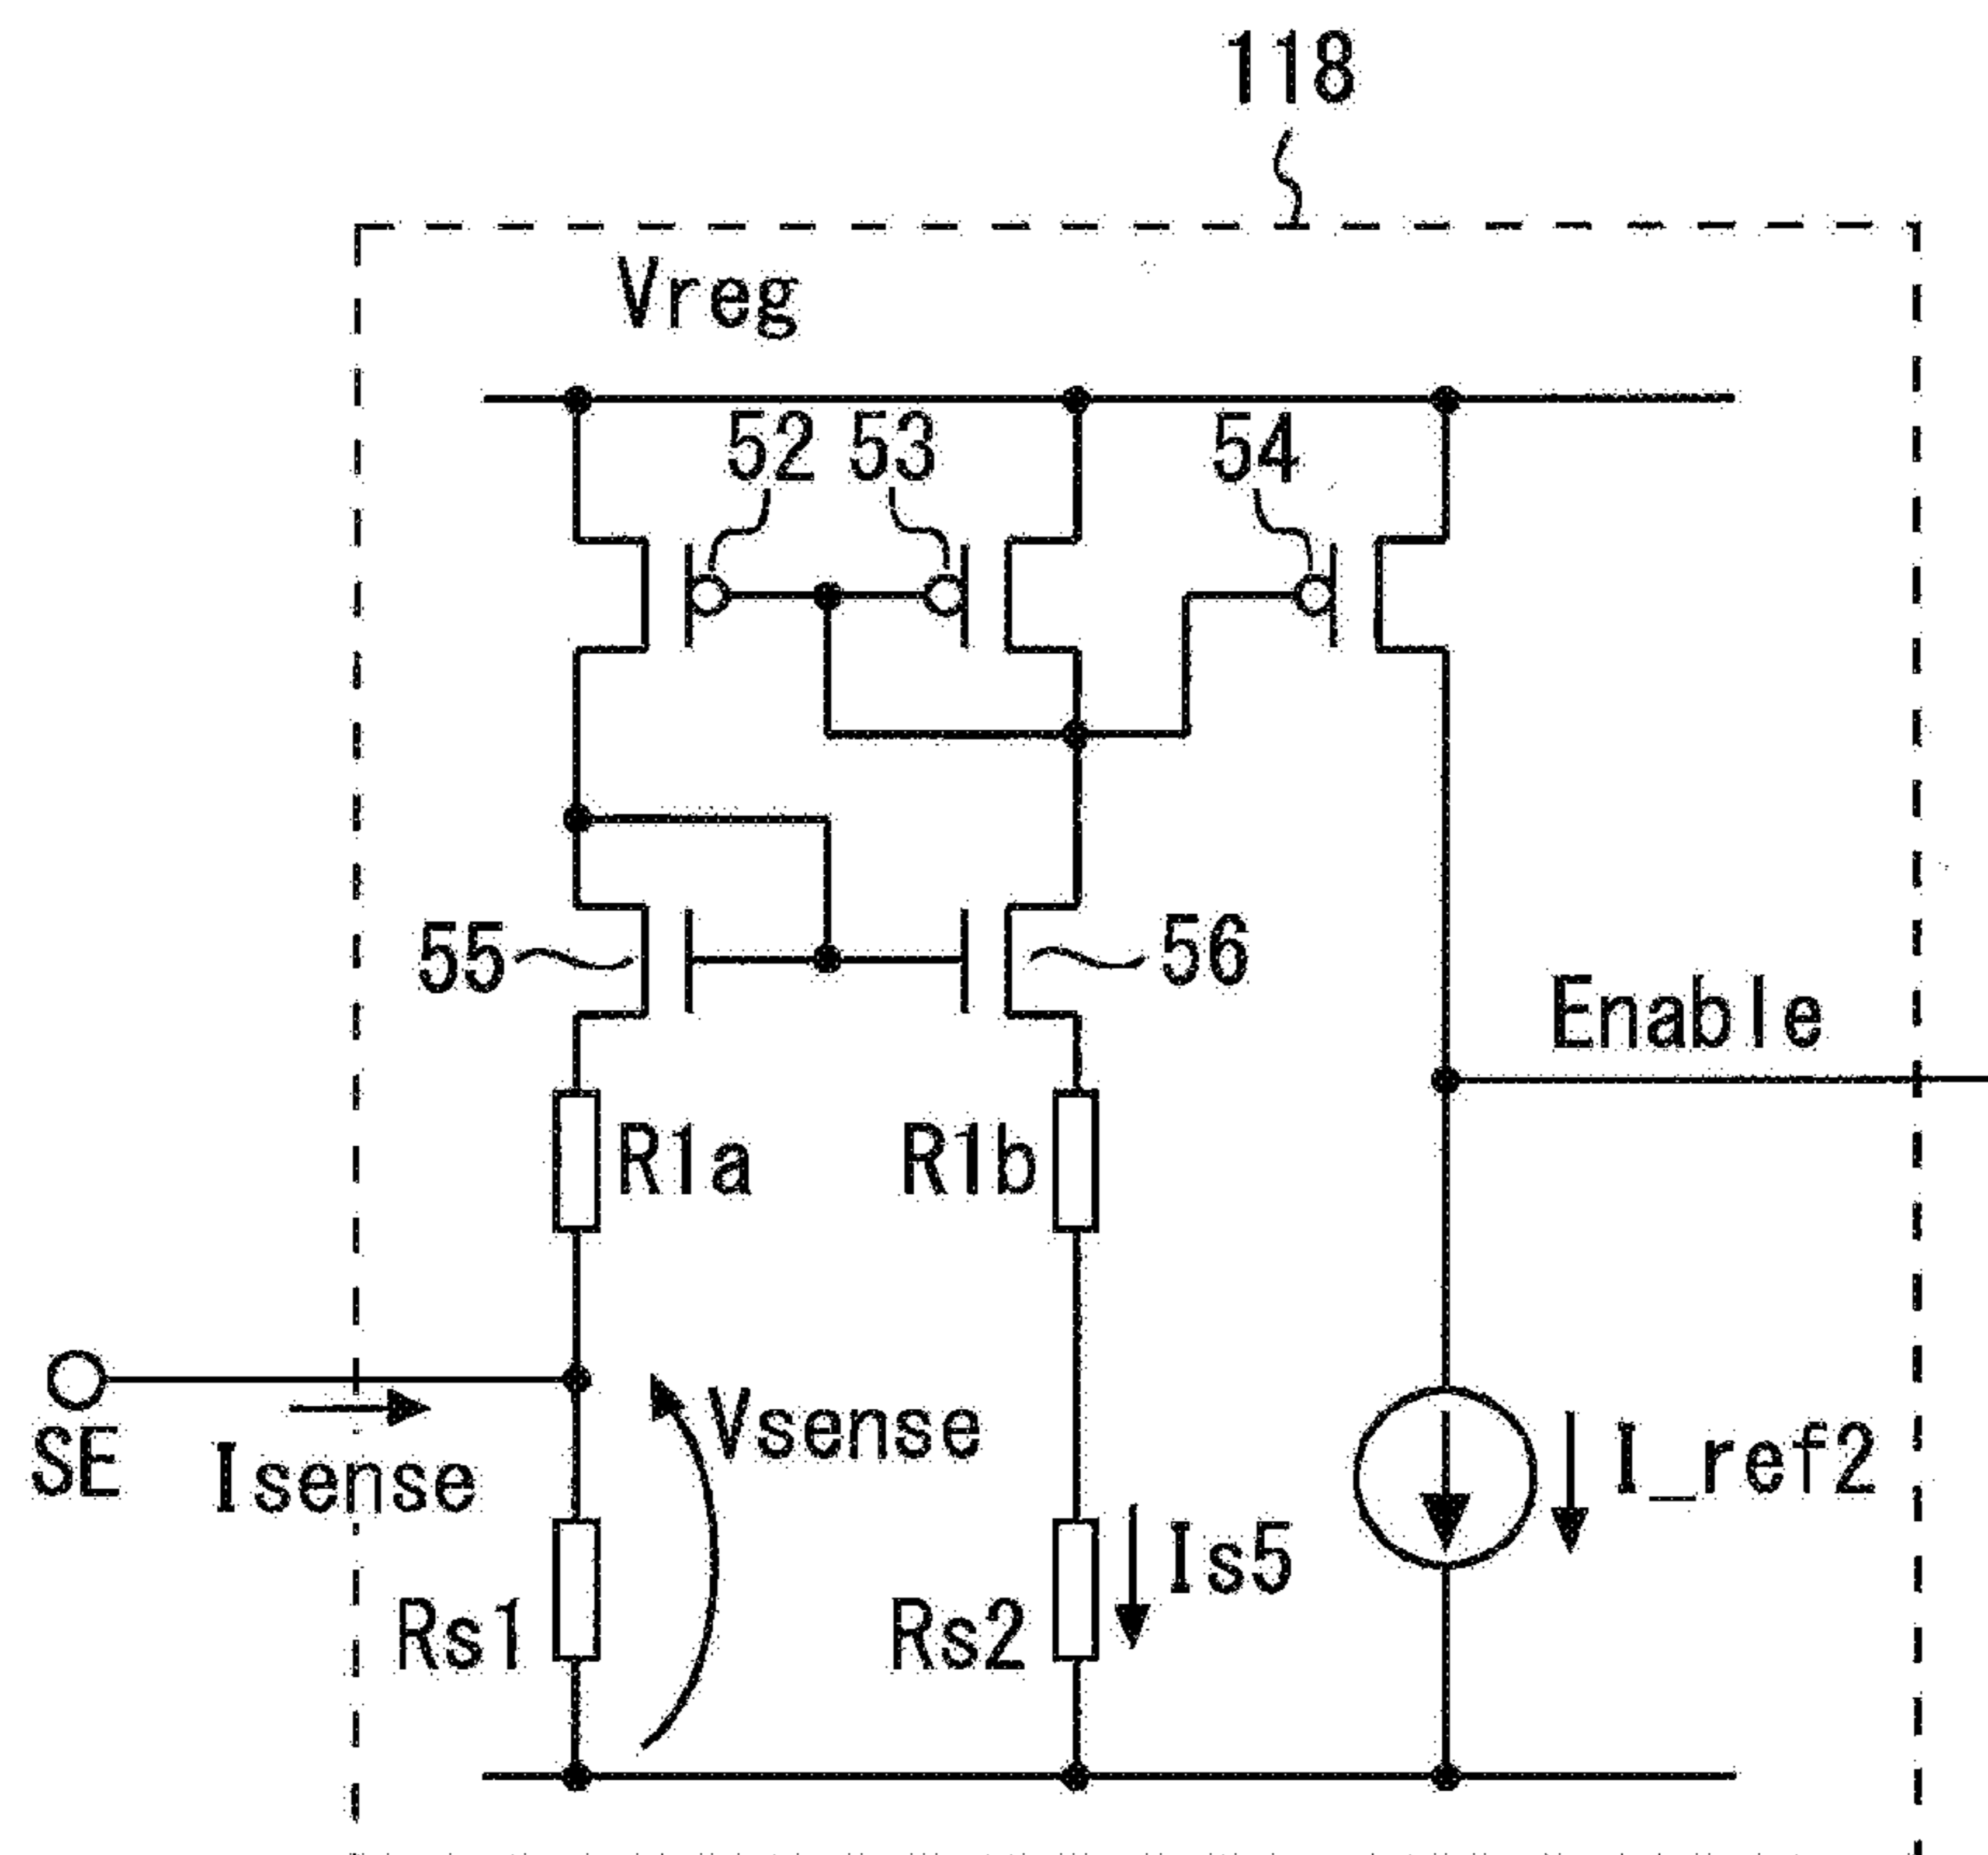 118
Vreg
52
53
54
55
56
Enable
R1a
R1b
SE
Isense
Vsense
I_ref2
Is5
Rs1
Rs2